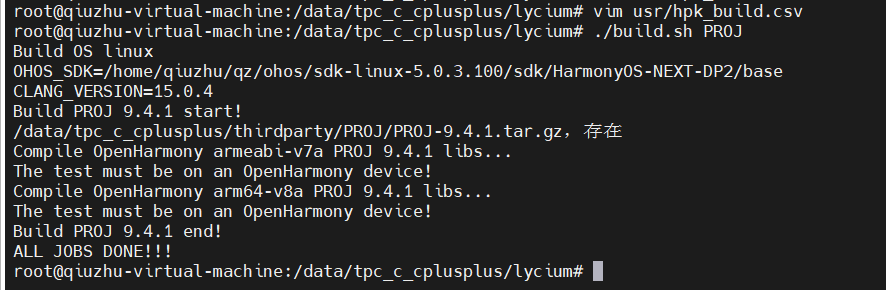 root@qiuzhu-virtual-machine:/data/tpc_c_cplusplus/lycium# vim usr/hpk_build.csv
root@qiuzhu-virtual-machine:/data/tpc_c_cplusplus/lycium# ./build.sh PROJ
Build OS linux
OHOS_SDK=/home/qiuzhu/qz/ohos/sdk-linux-5.0.3.100/sdk/HarmonyOS-NEXT-DP2/base
CLANG_VERSION=15.0.4
Build PROJ 9.4.1 start!
/data/tpc_c_cplusplus/thirdparty/PROJ/PROJ-9.4.1.tar.gz，存在
Compile OpenHarmony armeabi-v7a PROJ 9.4.1 libs...
The test must be on an OpenHarmony device!
Compile OpenHarmony arm64-v8a PROJ 9.4.1 libs...
The test must be on an OpenHarmony device!
Build PROJ 9.4.1 end!
ALL JOBS DONE!!!
root@qiuzhu-virtual-machine:/data/tpc_c_cplusplus/lycium#